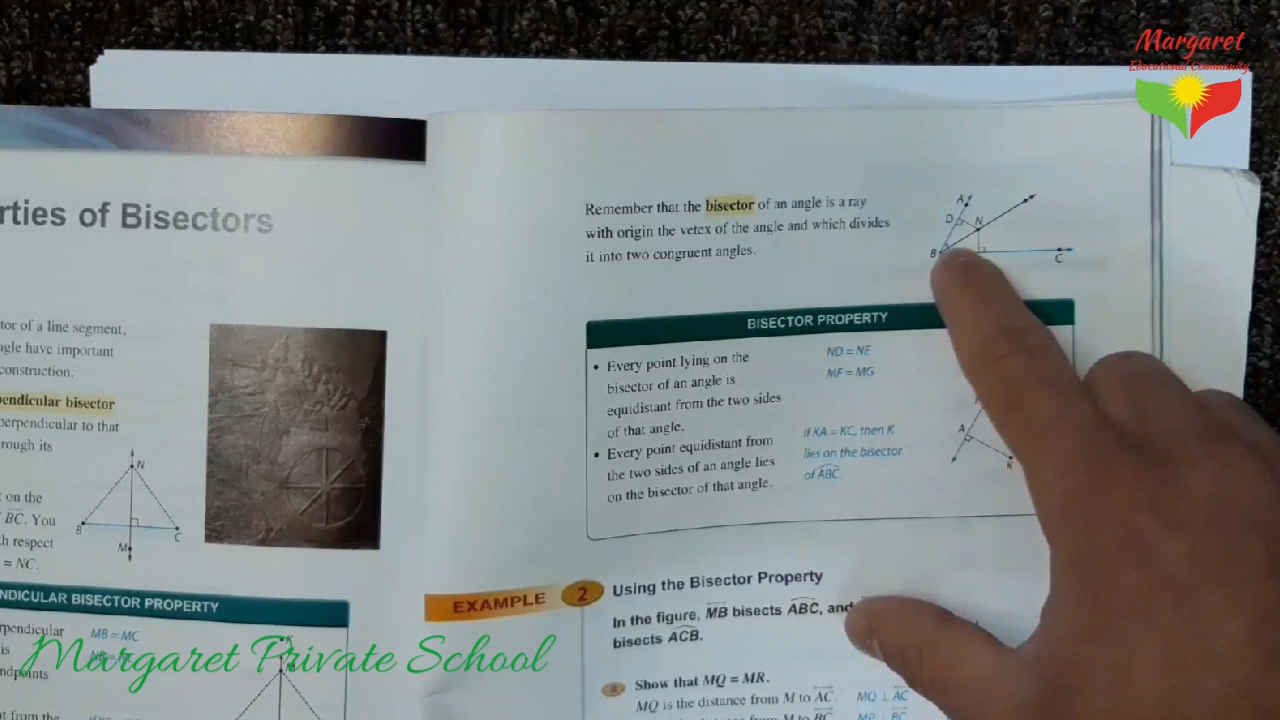 Margaret
Educational Community
rties of Bisectors
tor of a line segment,
ngle have important
construction.
pendicular bisector
perpendicular to that
rough its
N
t on the
BC. You
B
C
h respect
M
= NC.
NDICULAR BISECTOR PROPERTY
rpendicular
MB = MC
is
ndpoints
Remember that the bisector of an angle is a ray
with origin the vetex of the angle and which divides
it into two congruent angles.
A
D
N
B
C
BISECTOR PROPERTY
• Every point lying on the
bisector of an angle is
equidistant from the two sides
of that angle.
ND = NE
MF = MG
• Every point equidistant from
the two sides of an angle lies
on the bisector of that angle.
If KA = KC, then K
lies on the bisector
of ABC.
A
K
EXAMPLE 2 Using the Bisector Property
In the figure, MB bisects ABC, and
bisects ACB.
a Show that MQ = MR.
MQ is the distance from M to AC. MQ ⊥ AC
Margaret Private School